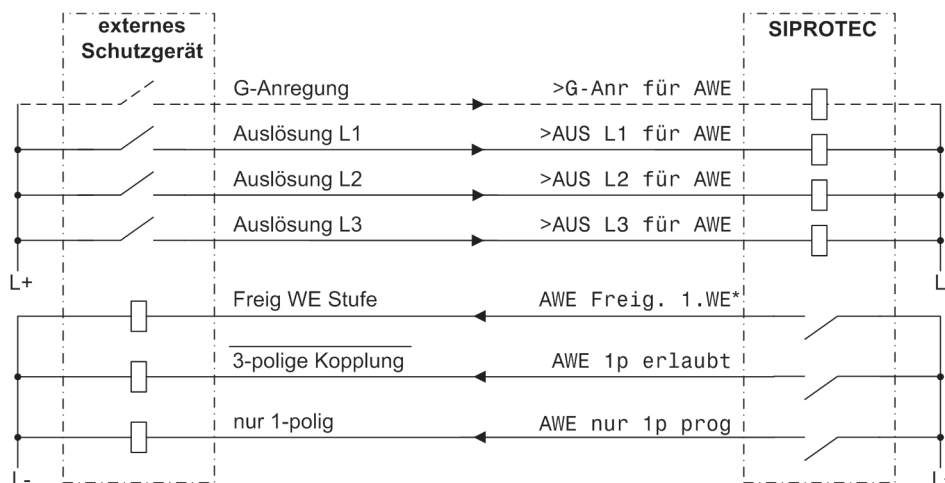 externes
Schutzgerät
SIPROTEC
G-Anregung >G-Anr für AWE
Auslösung L1 >AUS L1 für AWE
Auslösung L2 >AUS L2 für AWE
Auslösung L3 >AUS L3 für AWE
L+ L
Freig WE Stufe AWE Freig. 1.WE*
3-polige Kopplung AWE 1p erlaubt
nur 1-polig AWE nur 1p prog
L- L